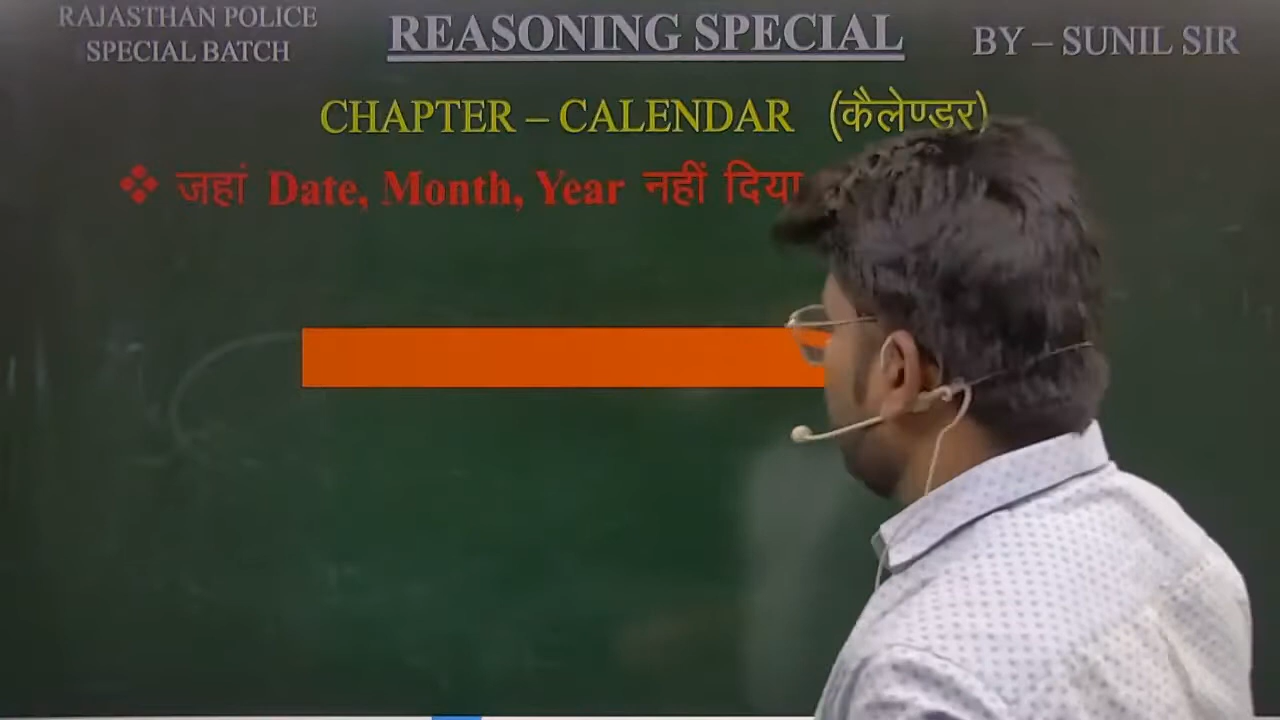 RAJASTHAN POLICE
SPECIAL BATCH
REASONING SPECIAL
BY – SUNIL SIR
CHAPTER – CALENDAR (कैलेण्डर)
❖ जहां Date, Month, Year नहीं दिया